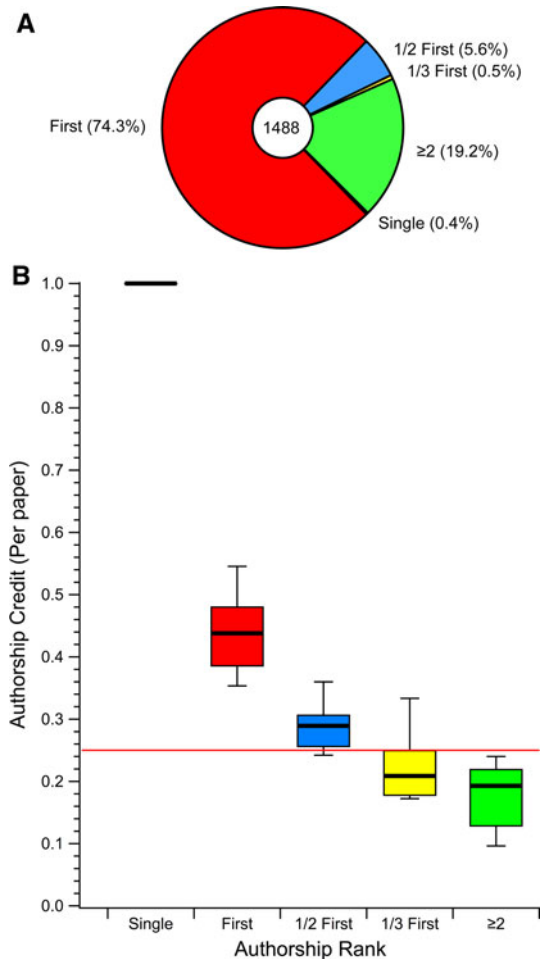 A
1/2 First (5.6%)
1/3 First (0.5%)
First (74.3%)
1488
≥2 (19.2%)
Single (0.4%)
B
1.0
0.9
0.8
0.7
0.6
0.5
0.4
0.3
0.2
0.1
0.0
Authorship Credit (Per paper)
Single First 1/2 First 1/3 First ≥2
Authorship Rank